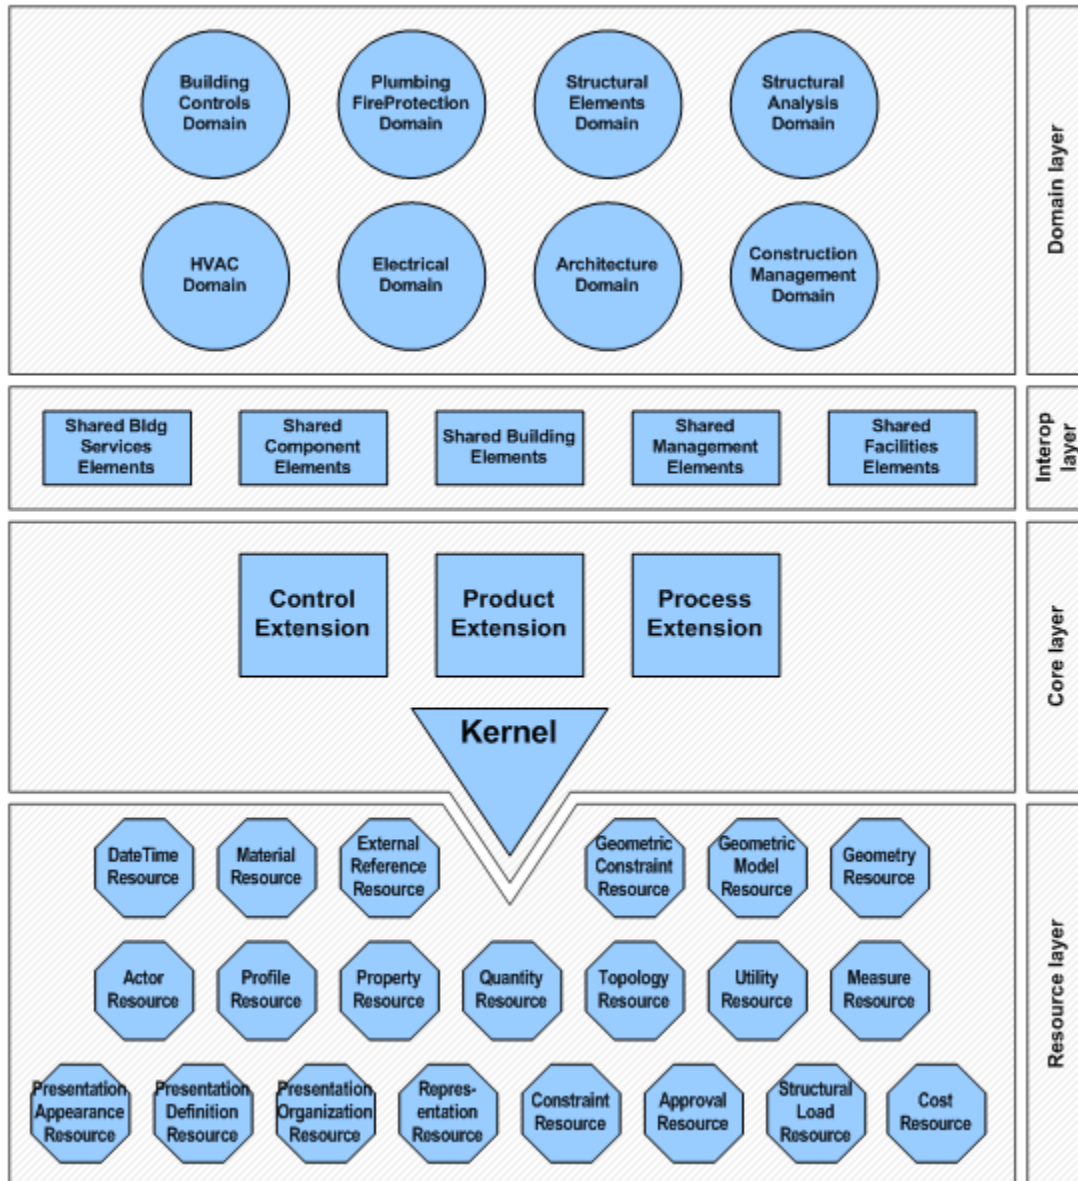 Building
Controls
Domain
Plumbing
FireProtection
Domain
Structural
Elements
Domain
Structural
Analysis
Domain
HVAC
Domain
Electrical
Domain
Architecture
Domain
Construction
Management
Domain
Domain layer
Shared Bldg
Services
Elements
Shared
Component
Elements
Shared Building
Elements
Shared
Management
Elements
Shared
Facilities
Elements
Interop
layer
Control
Extension
Product
Extension
Process
Extension
Kernel
Core layer
DateTime
Resource
Material
Resource
External
Reference
Resource
Geometric
Constraint
Resource
Geometric
Model
Resource
Geometry
Resource
Actor
Resource
Profile
Resource
Property
Resource
Quantity
Resource
Topology
Resource
Utility
Resource
Measure
Resource
Presentation
Appearance
Resource
Presentation
Definition
Resource
Presentation
Organization
Resource
Repres-
entation
Resource
Constraint
Resource
Approval
Resource
Structural
Load
Resource
Cost
Resource
Resource layer